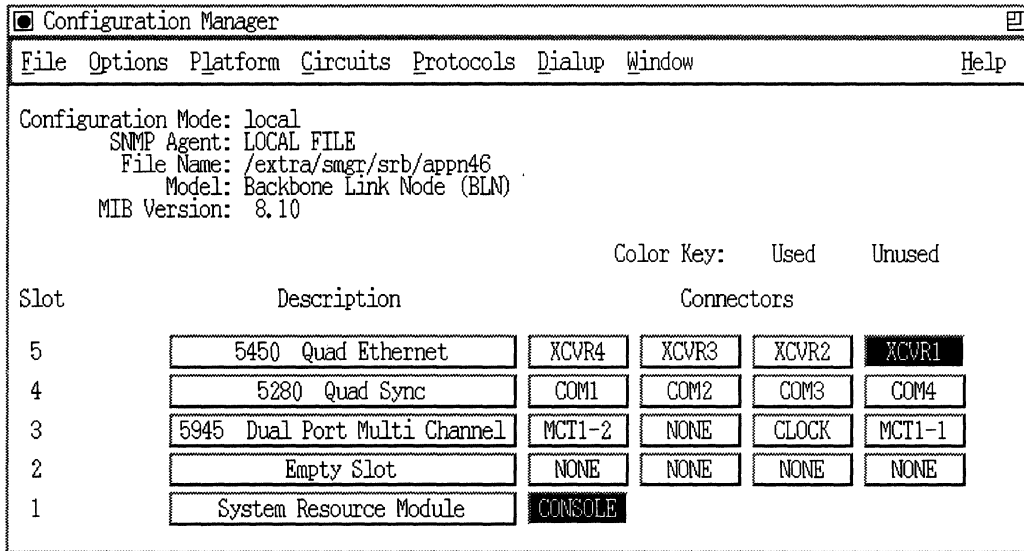 Configuration Manager
File Options Platform Circuits Protocols Dialup Window Help
Configuration Mode: local
SNMP Agent: LOCAL FILE
File Name: /extra/smgr/srb/appn46
Model: Backbone Link Node (BLN)
MIB Version: 8.10
Color Key: Used Unused
Slot Description Connectors
5 5450 Quad Ethernet XCVR4 XCVR3 XCVR2 XCVR1
4 5280 Quad Sync COM1 COM2 COM3 COM4
3 5945 Dual Port Multi Channel MCT1-2 NONE CLOCK MCT1-1
2 Empty Slot NONE NONE NONE NONE
1 System Resource Module CONSOLE